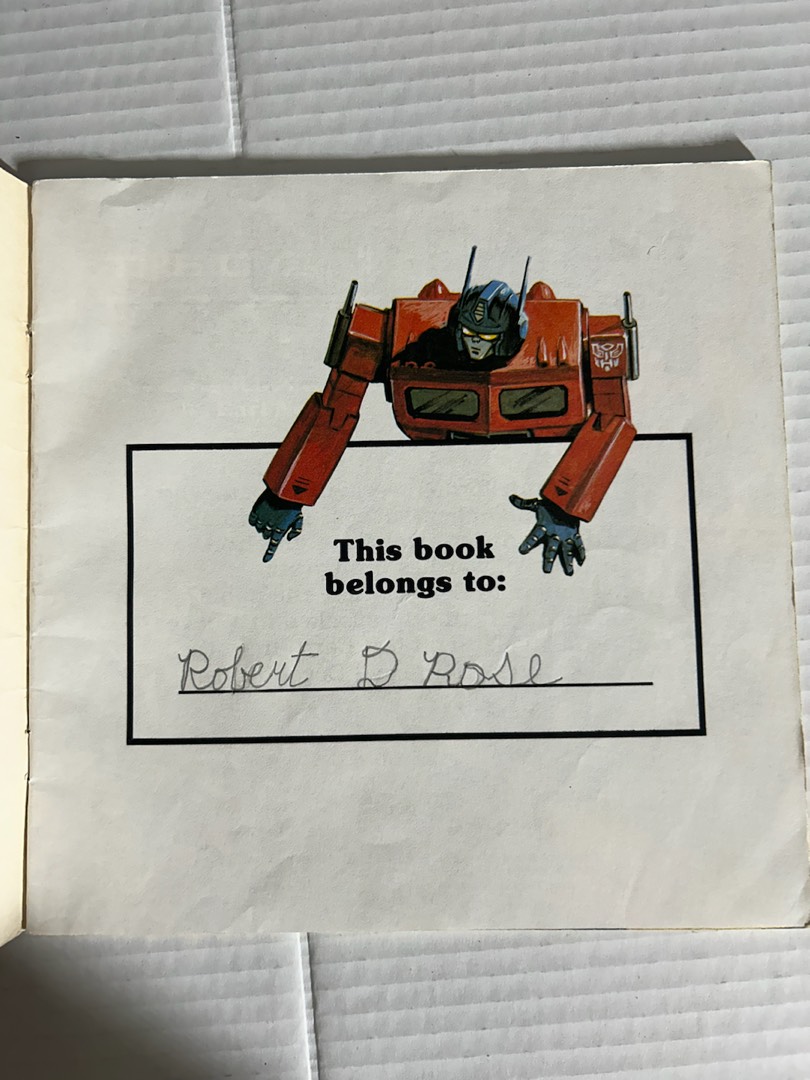 This book
belongs to:
Robert D Rose